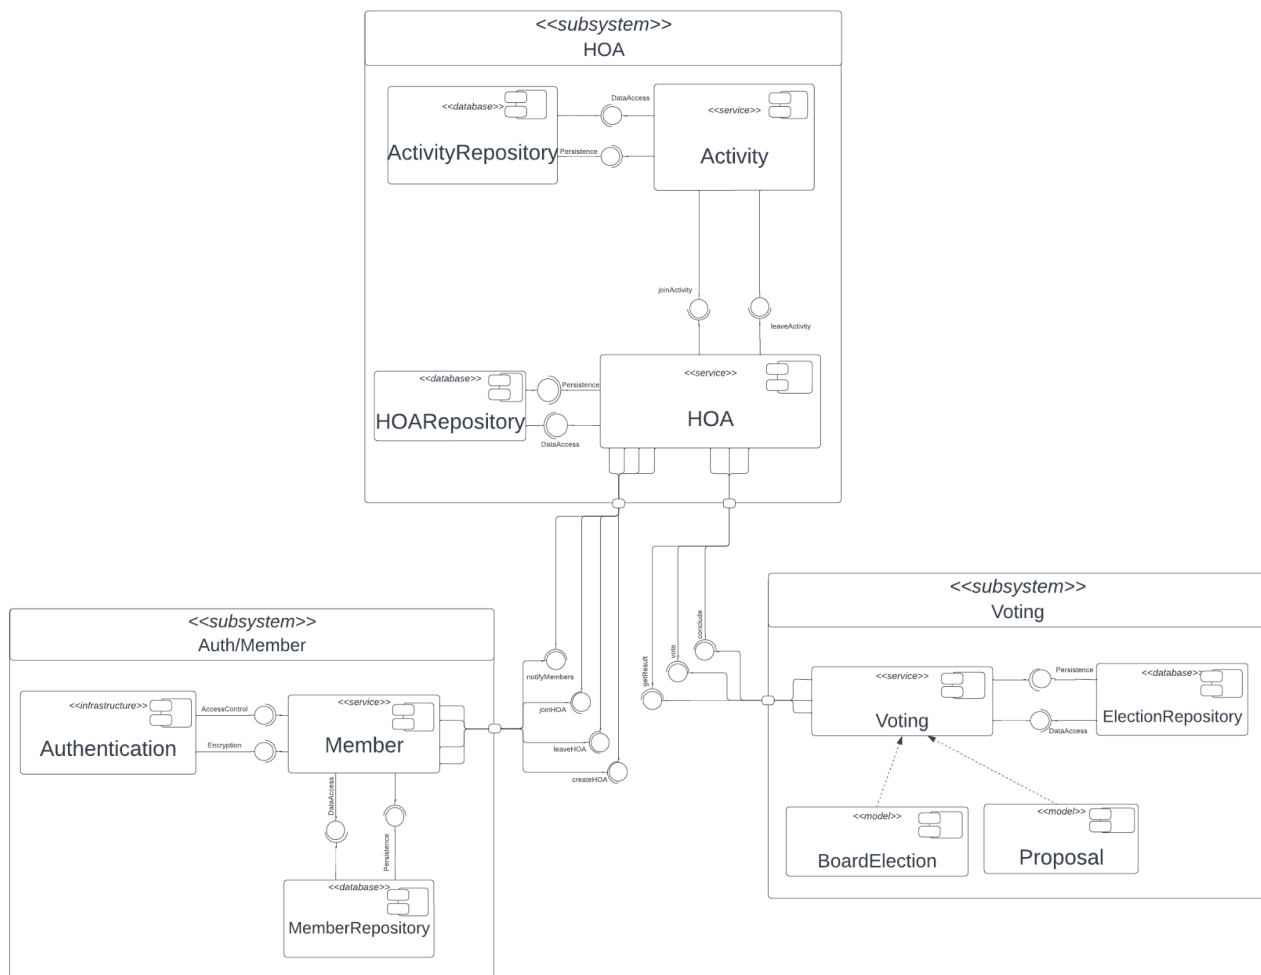 <<subsystem>>
HOA
<<database>>
ActivityRepository
DataAccess
Persistence
<<service>>
Activity
joinActivity
leaveActivity
<<database>>
HOARepository
Persistence
DataAccess
<<service>>
HOA
<<subsystem>>
Auth/Member
<<infrastructure>>
Authentication
AccessControl
Encryption
<<service>>
Member
DataAccess
Persistence
<<database>>
MemberRepository
notifyMembers
joinHOA
leaveHOA
createHOA
getResult
vote
conclude
<<subsystem>>
Voting
<<service>>
Voting
Persistence
DataAccess
<<database>>
ElectionRepository
<<model>>
BoardElection
<<model>>
Proposal